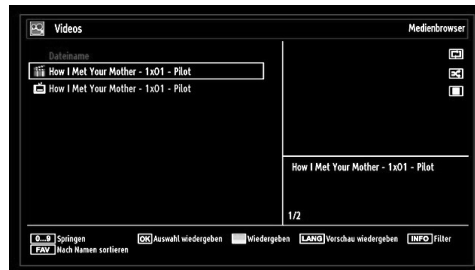 Videos
Medienbrowser
Dateiname
How I Met Your Mother - 1x01 - Pilot
How I Met Your Mother - 1x01 - Pilot
How I Met Your Mother - 1x01 - Pilot
1/2
0...9 Springen OK Auswahl wiedergeben Wiedergeben LANG Vorschau wiedergeben INFO Filter
FAV Nach Namen sortieren